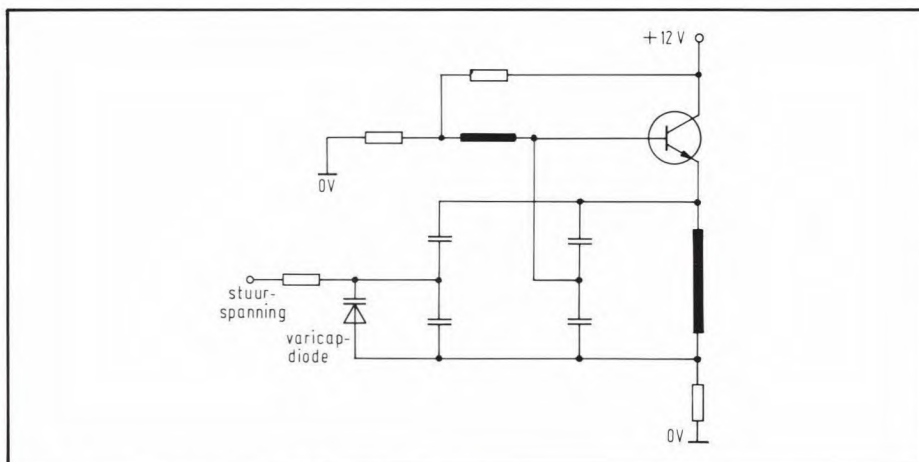 +12 V
0V
stuur-
spanning
varicap-
diode
0V